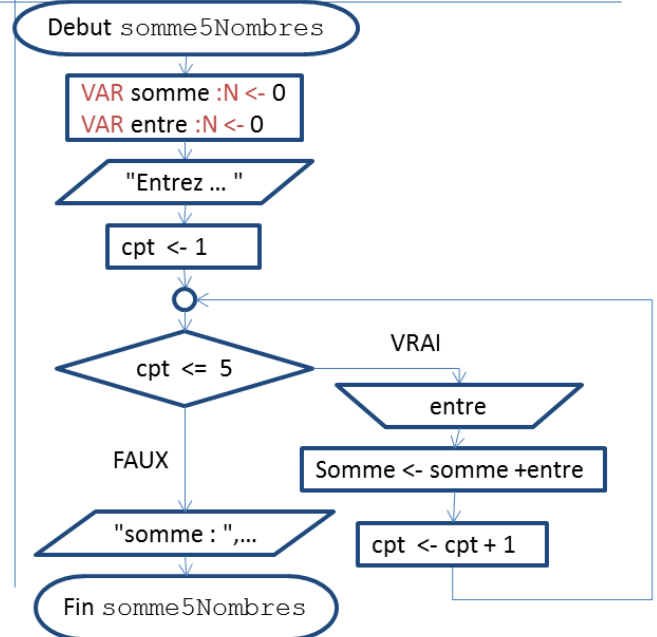 Debut somme5Nombres
VAR somme :N <- 0
VAR entre :N <- 0
"Entrez ... "
cpt <- 1
cpt <= 5
VRAI
entre
FAUX
Somme <- somme +entre
"somme : ",...
cpt <- cpt + 1
Fin somme5Nombres